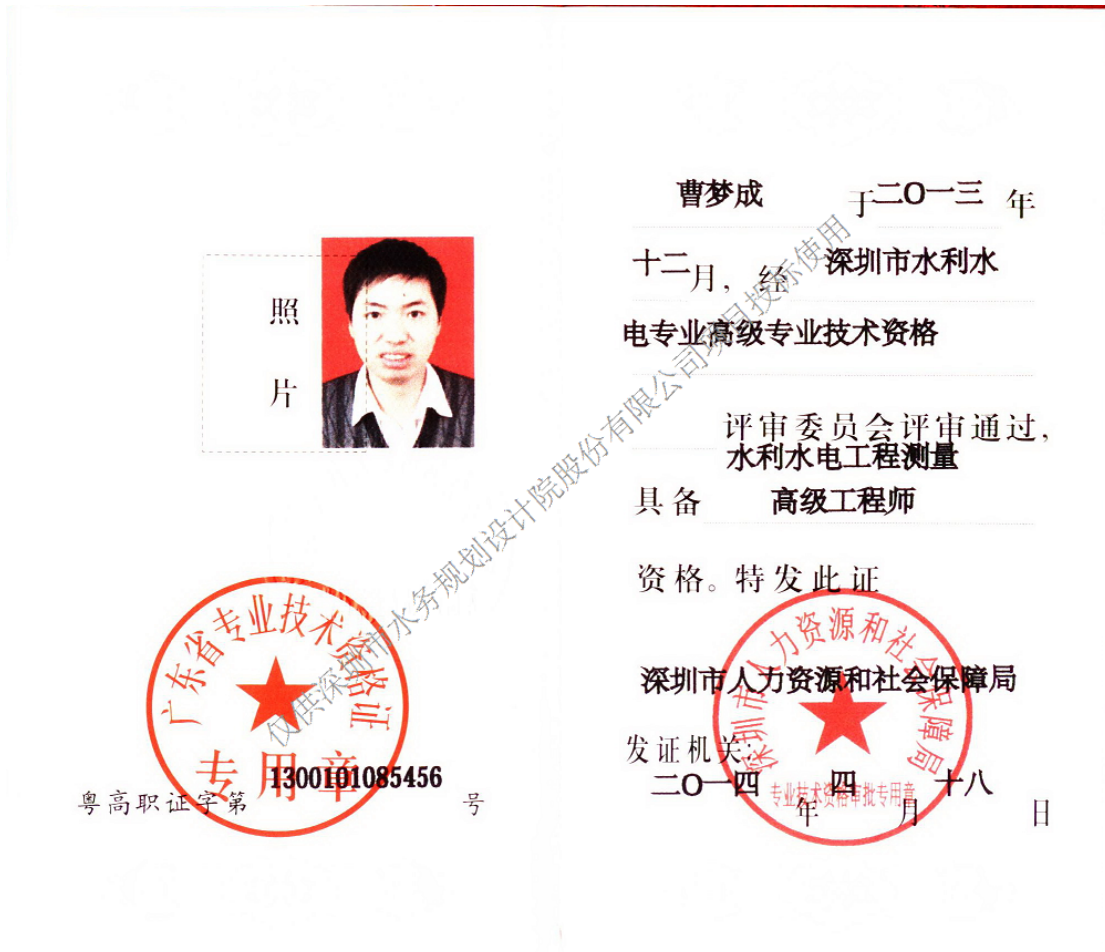 照
片
广东省专业技术资格证
专用章
粤高职证字第 1300101085456 号
曹梦成 于二〇一三 年
十二月，经 深圳市水利水
电专业高级专业技术资格
评审委员会评审通过，
水利水电工程测量
具备 高级工程师
资格。特发此证
深圳市人力资源和社会保障局
深圳市人力资源和社会保障局
发证机关：
二〇一四 年 四 月 十八 日
专业技术资格审批专用章
仅供深圳市水务规划设计院股份有限公司项目投标使用